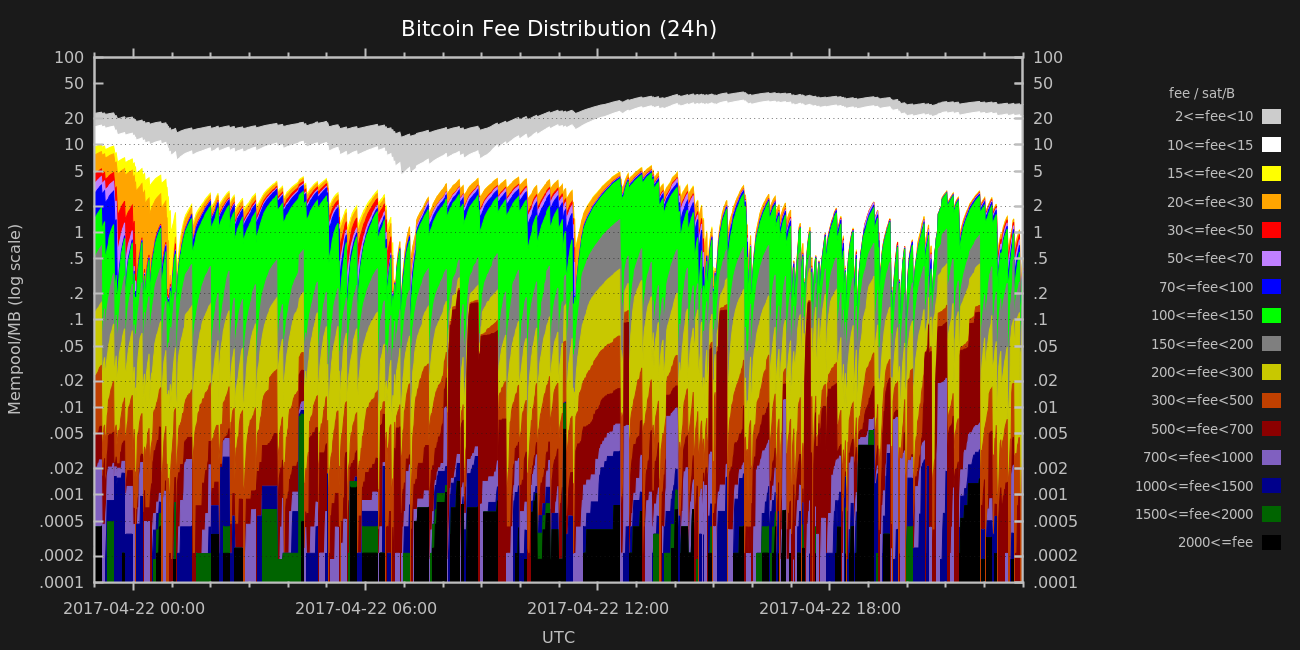 Bitcoin Fee Distribution (24h)
100
50
20
10
5
2
1
.5
.2
.1
.05
.02
.01
.005
.002
.001
.0005
.0002
.0001
Mempool/MB (log scale)
100
50
20
10
5
2
1
.5
.2
.1
.05
.02
.01
.005
.002
.001
.0005
.0002
.0001
2017-04-22 00:00
2017-04-22 06:00
2017-04-22 12:00
2017-04-22 18:00
UTC
fee / sat/B
2<=fee<10
10<=fee<15
15<=fee<20
20<=fee<30
30<=fee<50
50<=fee<70
70<=fee<100
100<=fee<150
150<=fee<200
200<=fee<300
300<=fee<500
500<=fee<700
700<=fee<1000
1000<=fee<1500
1500<=fee<2000
2000<=fee